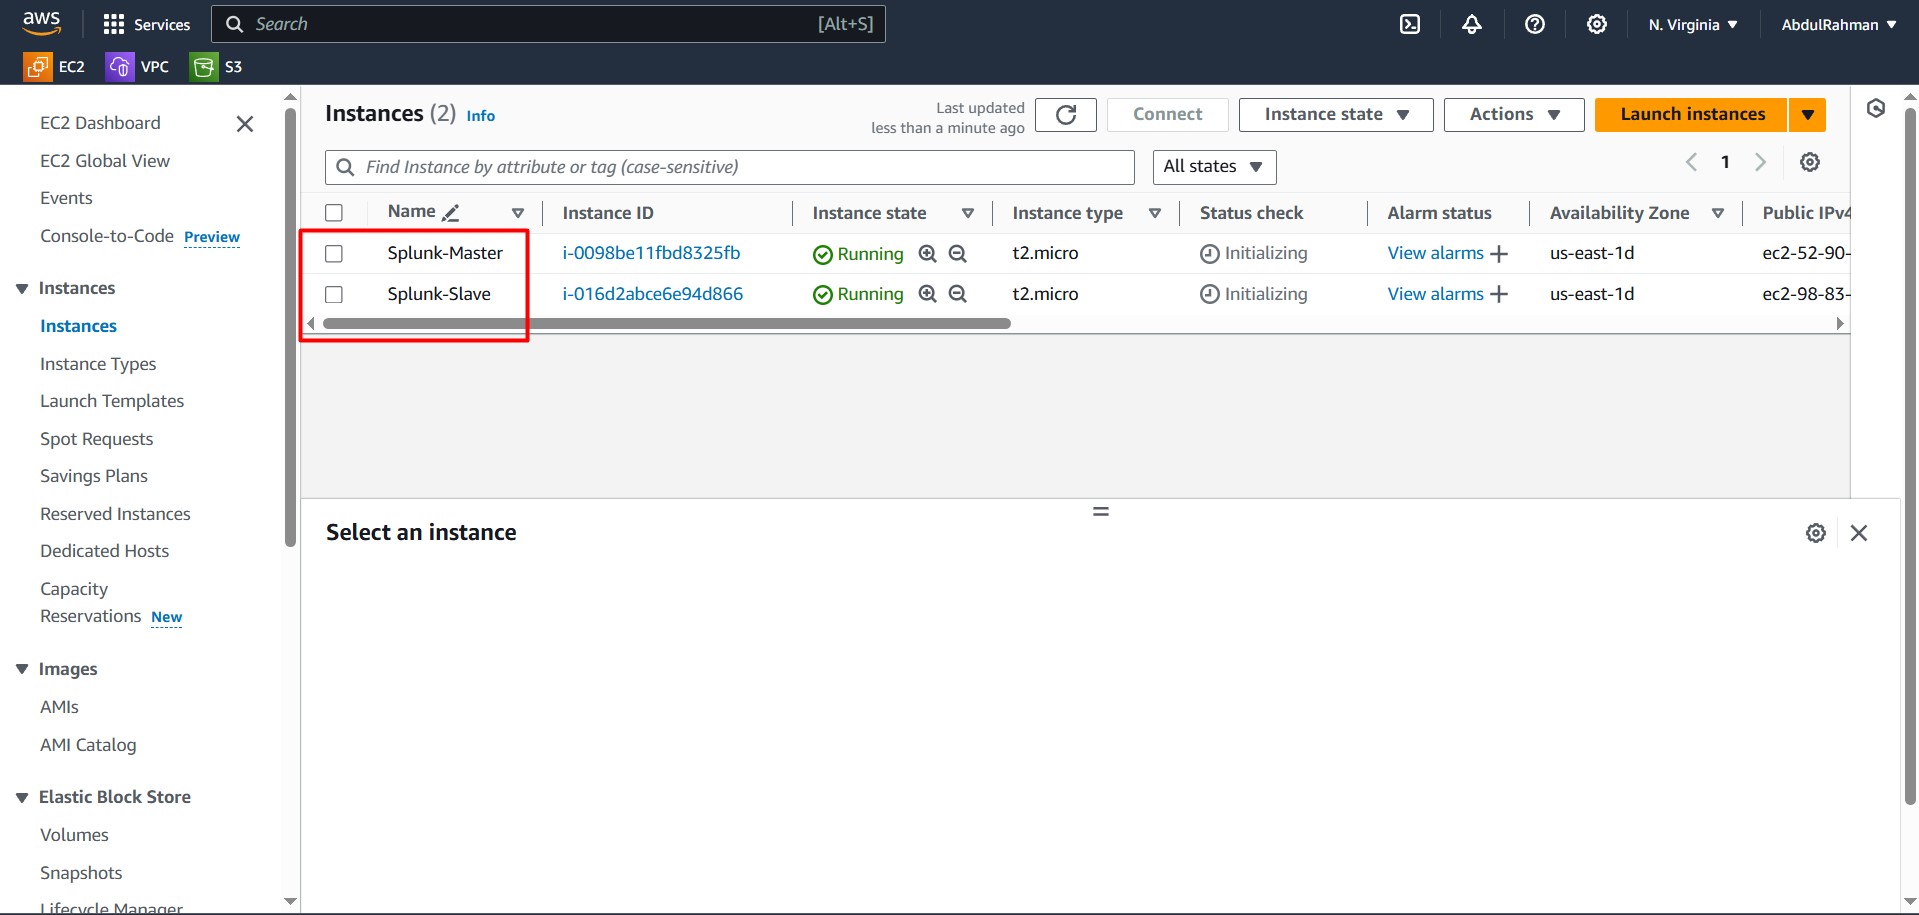 aws Services Search [Alt+S] N. Virginia AbdulRahman
EC2 VPC S3
EC2 Dashboard
EC2 Global View
Events
Console-to-Code Preview
Instances
Instances
Instance Types
Launch Templates
Spot Requests
Savings Plans
Reserved Instances
Dedicated Hosts
Capacity
Reservations New
Images
AMIs
AMI Catalog
Elastic Block Store
Volumes
Snapshots
Lifecycle Manager
Instances (2) Info
Last updated
less than a minute ago
Connect Instance state Actions Launch instances
Find Instance by attribute or tag (case-sensitive) All states 1
Name Instance ID Instance state Instance type Status check Alarm status Availability Zone Public IPv4
Splunk-Master i-0098be11fbd8325fb Running t2.micro Initializing View alarms + us-east-1d ec2-52-90-
Splunk-Slave i-016d2abce6e94d866 Running t2.micro Initializing View alarms + us-east-1d ec2-98-83-
Select an instance